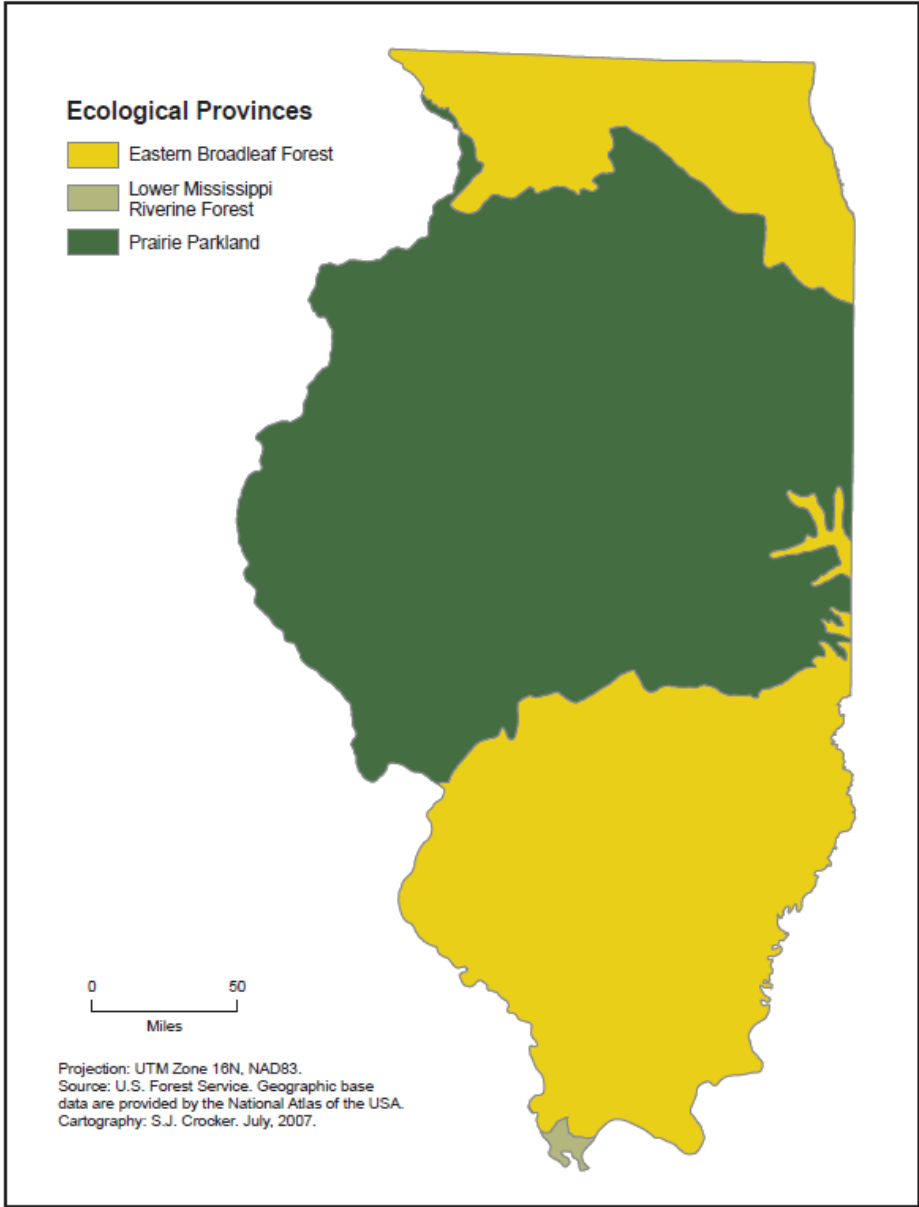 Ecological Provinces
Eastern Broadleaf Forest
Lower Mississippi
Riverine Forest
Prairie Parkland
0 50
Miles
Projection: UTM Zone 16N, NAD83.
Source: U.S. Forest Service. Geographic base
data are provided by the National Atlas of the USA.
Cartography: S.J. Crocker. July, 2007.